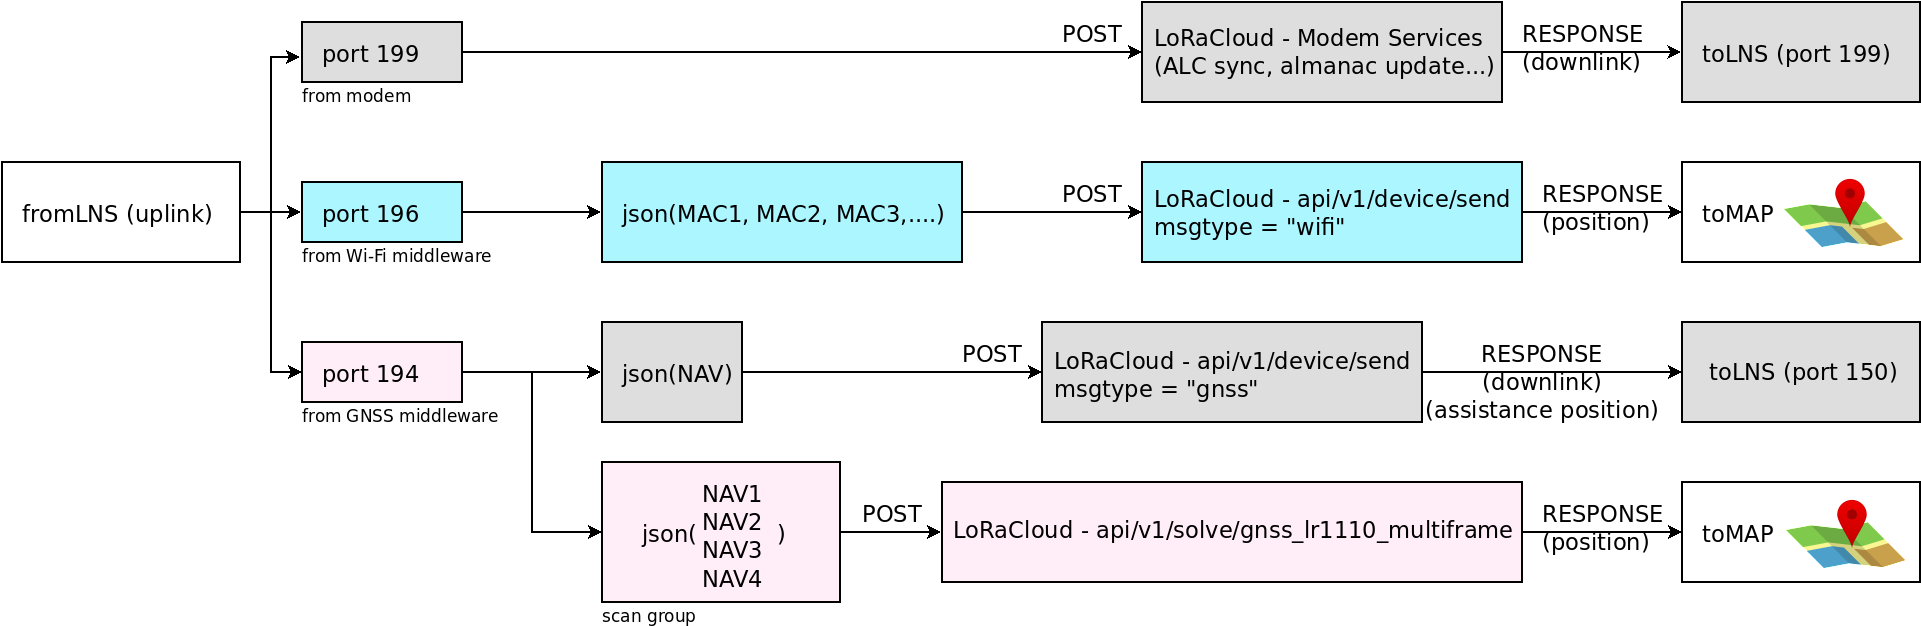 port 199
from modem
POST
LoRaCloud - Modem Services
(ALC sync, almanac update...)
RESPONSE
(downlink)
toLNS (port 199)
fromLNS (uplink)
port 196
from Wi-Fi middleware
json(MAC1, MAC2, MAC3,....)
POST
LoRaCloud - api/v1/device/send
msgtype = "wifi"
RESPONSE
(position)
toMAP
port 194
from GNSS middleware
json(NAV)
POST
LoRaCloud - api/v1/device/send
msgtype = "gnss"
RESPONSE
(downlink)
(assistance position)
toLNS (port 150)
json(
NAV1
NAV2
NAV3
NAV4
)
scan group
POST
LoRaCloud - api/v1/solve/gnss_lr1110_multiframe
RESPONSE
(position)
toMAP